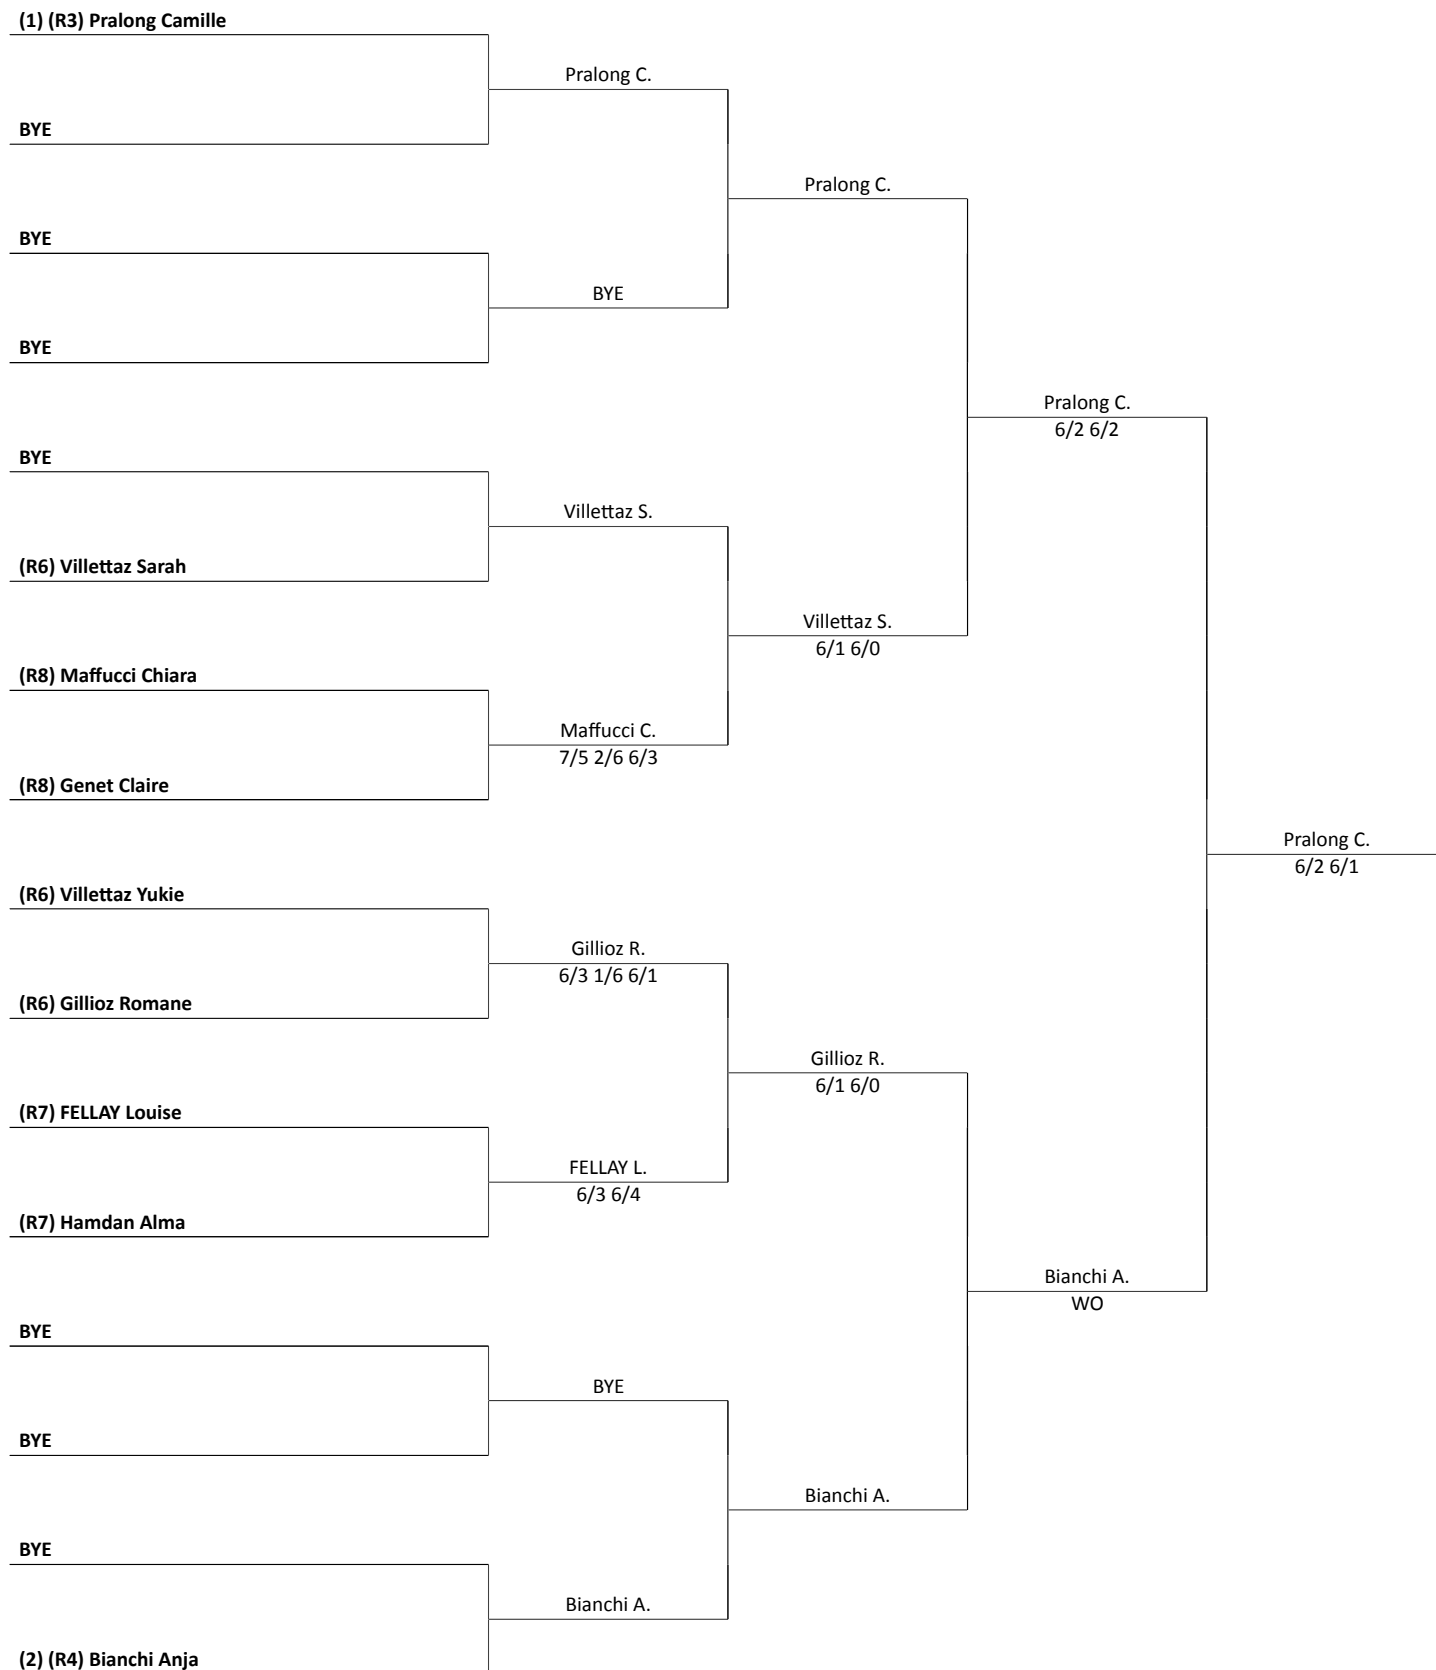 (1) (R3) Pralong Camille
Pralong C.
BYE
Pralong C.
BYE
BYE
BYE
Pralong C.
6/2 6/2
BYE
Villettaz S.
(R6) Villettaz Sarah
Villettaz S.
6/1 6/0
(R8) Maffucci Chiara
Maffucci C.
7/5 2/6 6/3
(R8) Genet Claire
Pralong C.
6/2 6/1
(R6) Villettaz Yukie
Gillioz R.
6/3 1/6 6/1
(R6) Gillioz Romane
Gillioz R.
6/1 6/0
(R7) FELLAY Louise
FELLAY L.
6/3 6/4
(R7) Hamdan Alma
Bianchi A.
WO
BYE
BYE
BYE
Bianchi A.
BYE
Bianchi A.
(2) (R4) Bianchi Anja